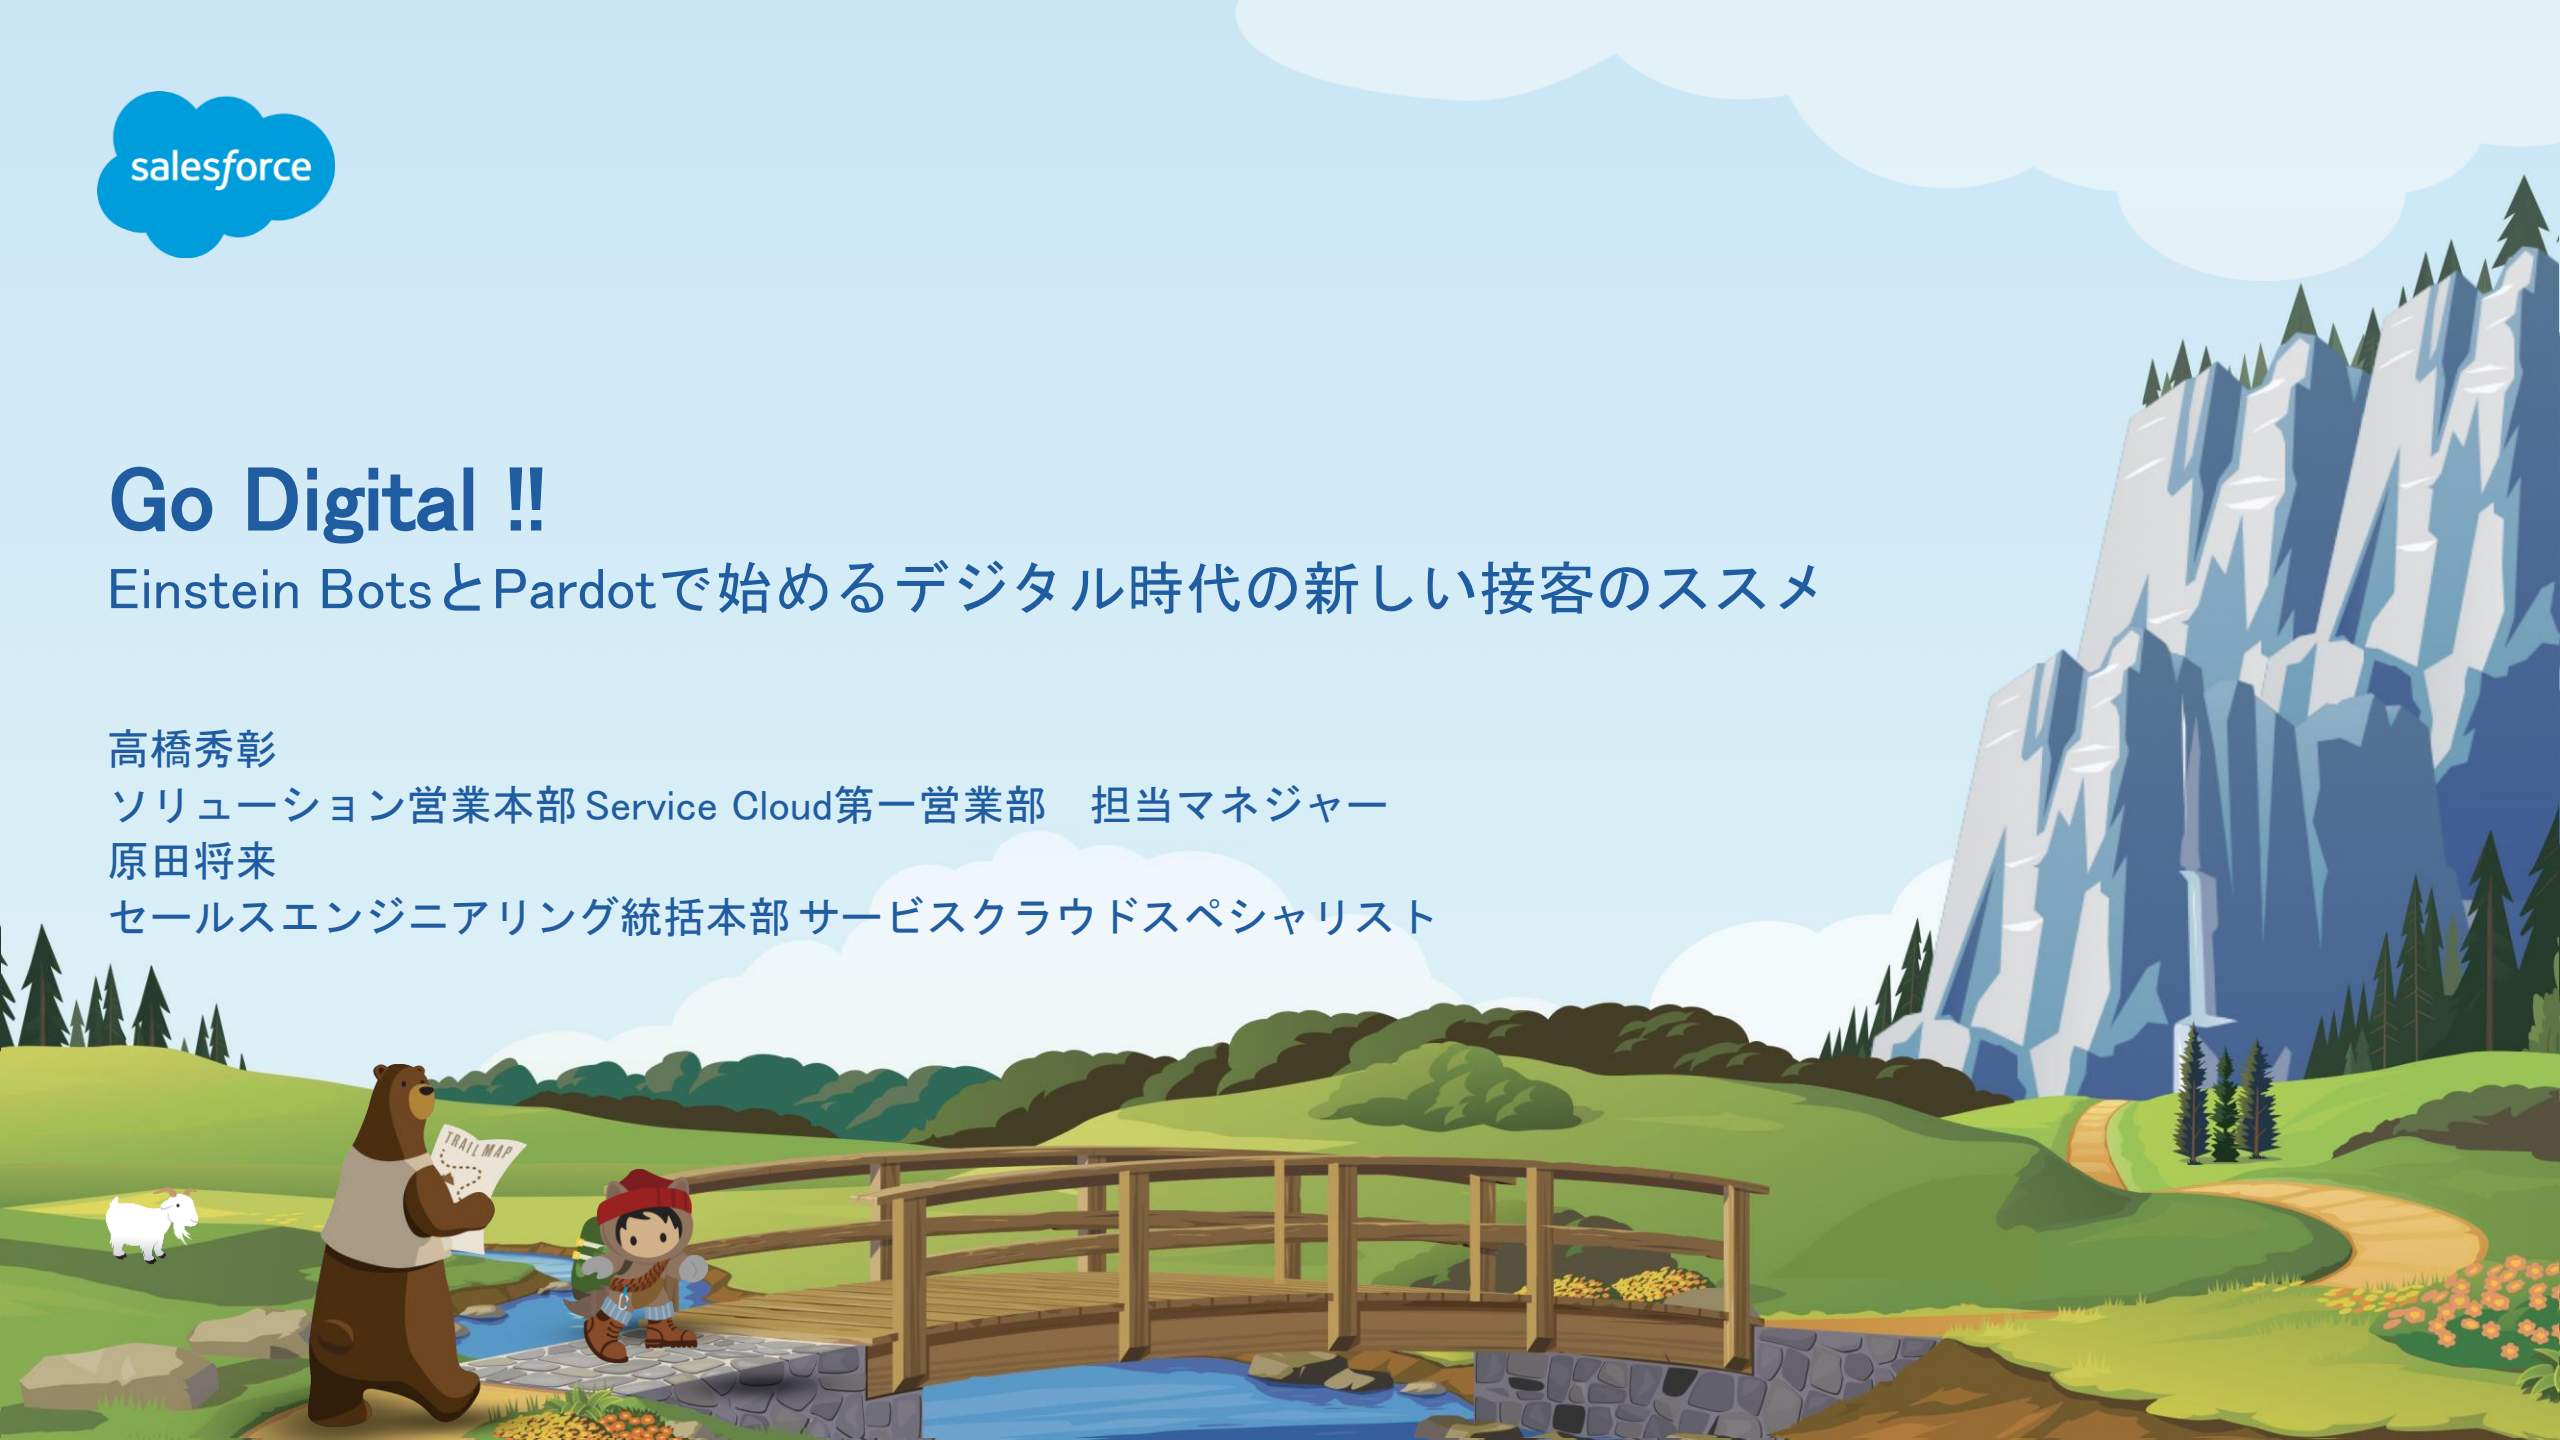 salesforce
Go Digital !!
Einstein BotsとPardotで始めるデジタル時代の新しい接客のススメ
高橋秀彰
ソリューション営業本部 Service Cloud第一営業部　担当マネジャー
原田将来
セールスエンジニアリング統括本部 サービスクラウドスペシャリスト
TRAIL MAP